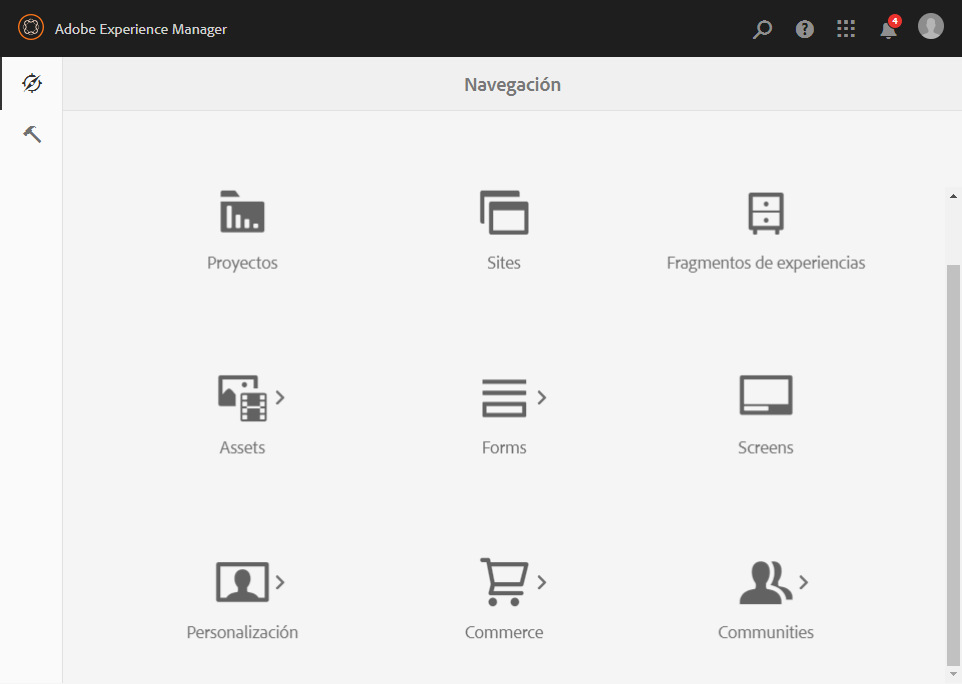 Adobe Experience Manager
4
Navegación
Proyectos
Sites
Fragmentos de experiencias
Assets
Forms
Screens
Personalización
Commerce
Communities